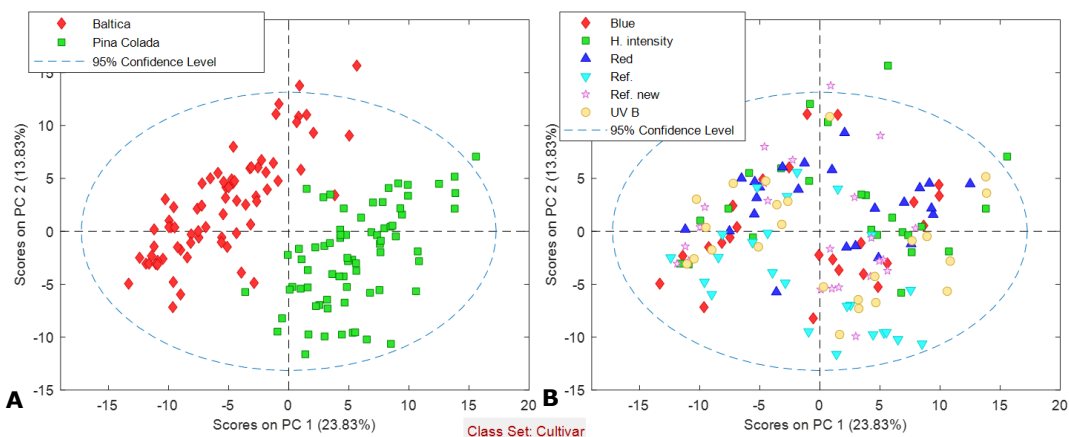 Baltica
Pina Colada
95% Confidence Level
15
10
5
0
-5
-10
-15
Scores on PC 2 (13.83%)
-15
-10
-5
0
5
10
15
20
Scores on PC 1 (23.83%)
A
Class Set: Cultivar
Blue
H. intensity
Red
Ref.
Ref. new
UV B
95% Confidence Level
15
10
5
0
-5
-10
-15
Scores on PC 2 (13.83%)
-15
-10
-5
0
5
10
15
20
Scores on PC 1 (23.83%)
B